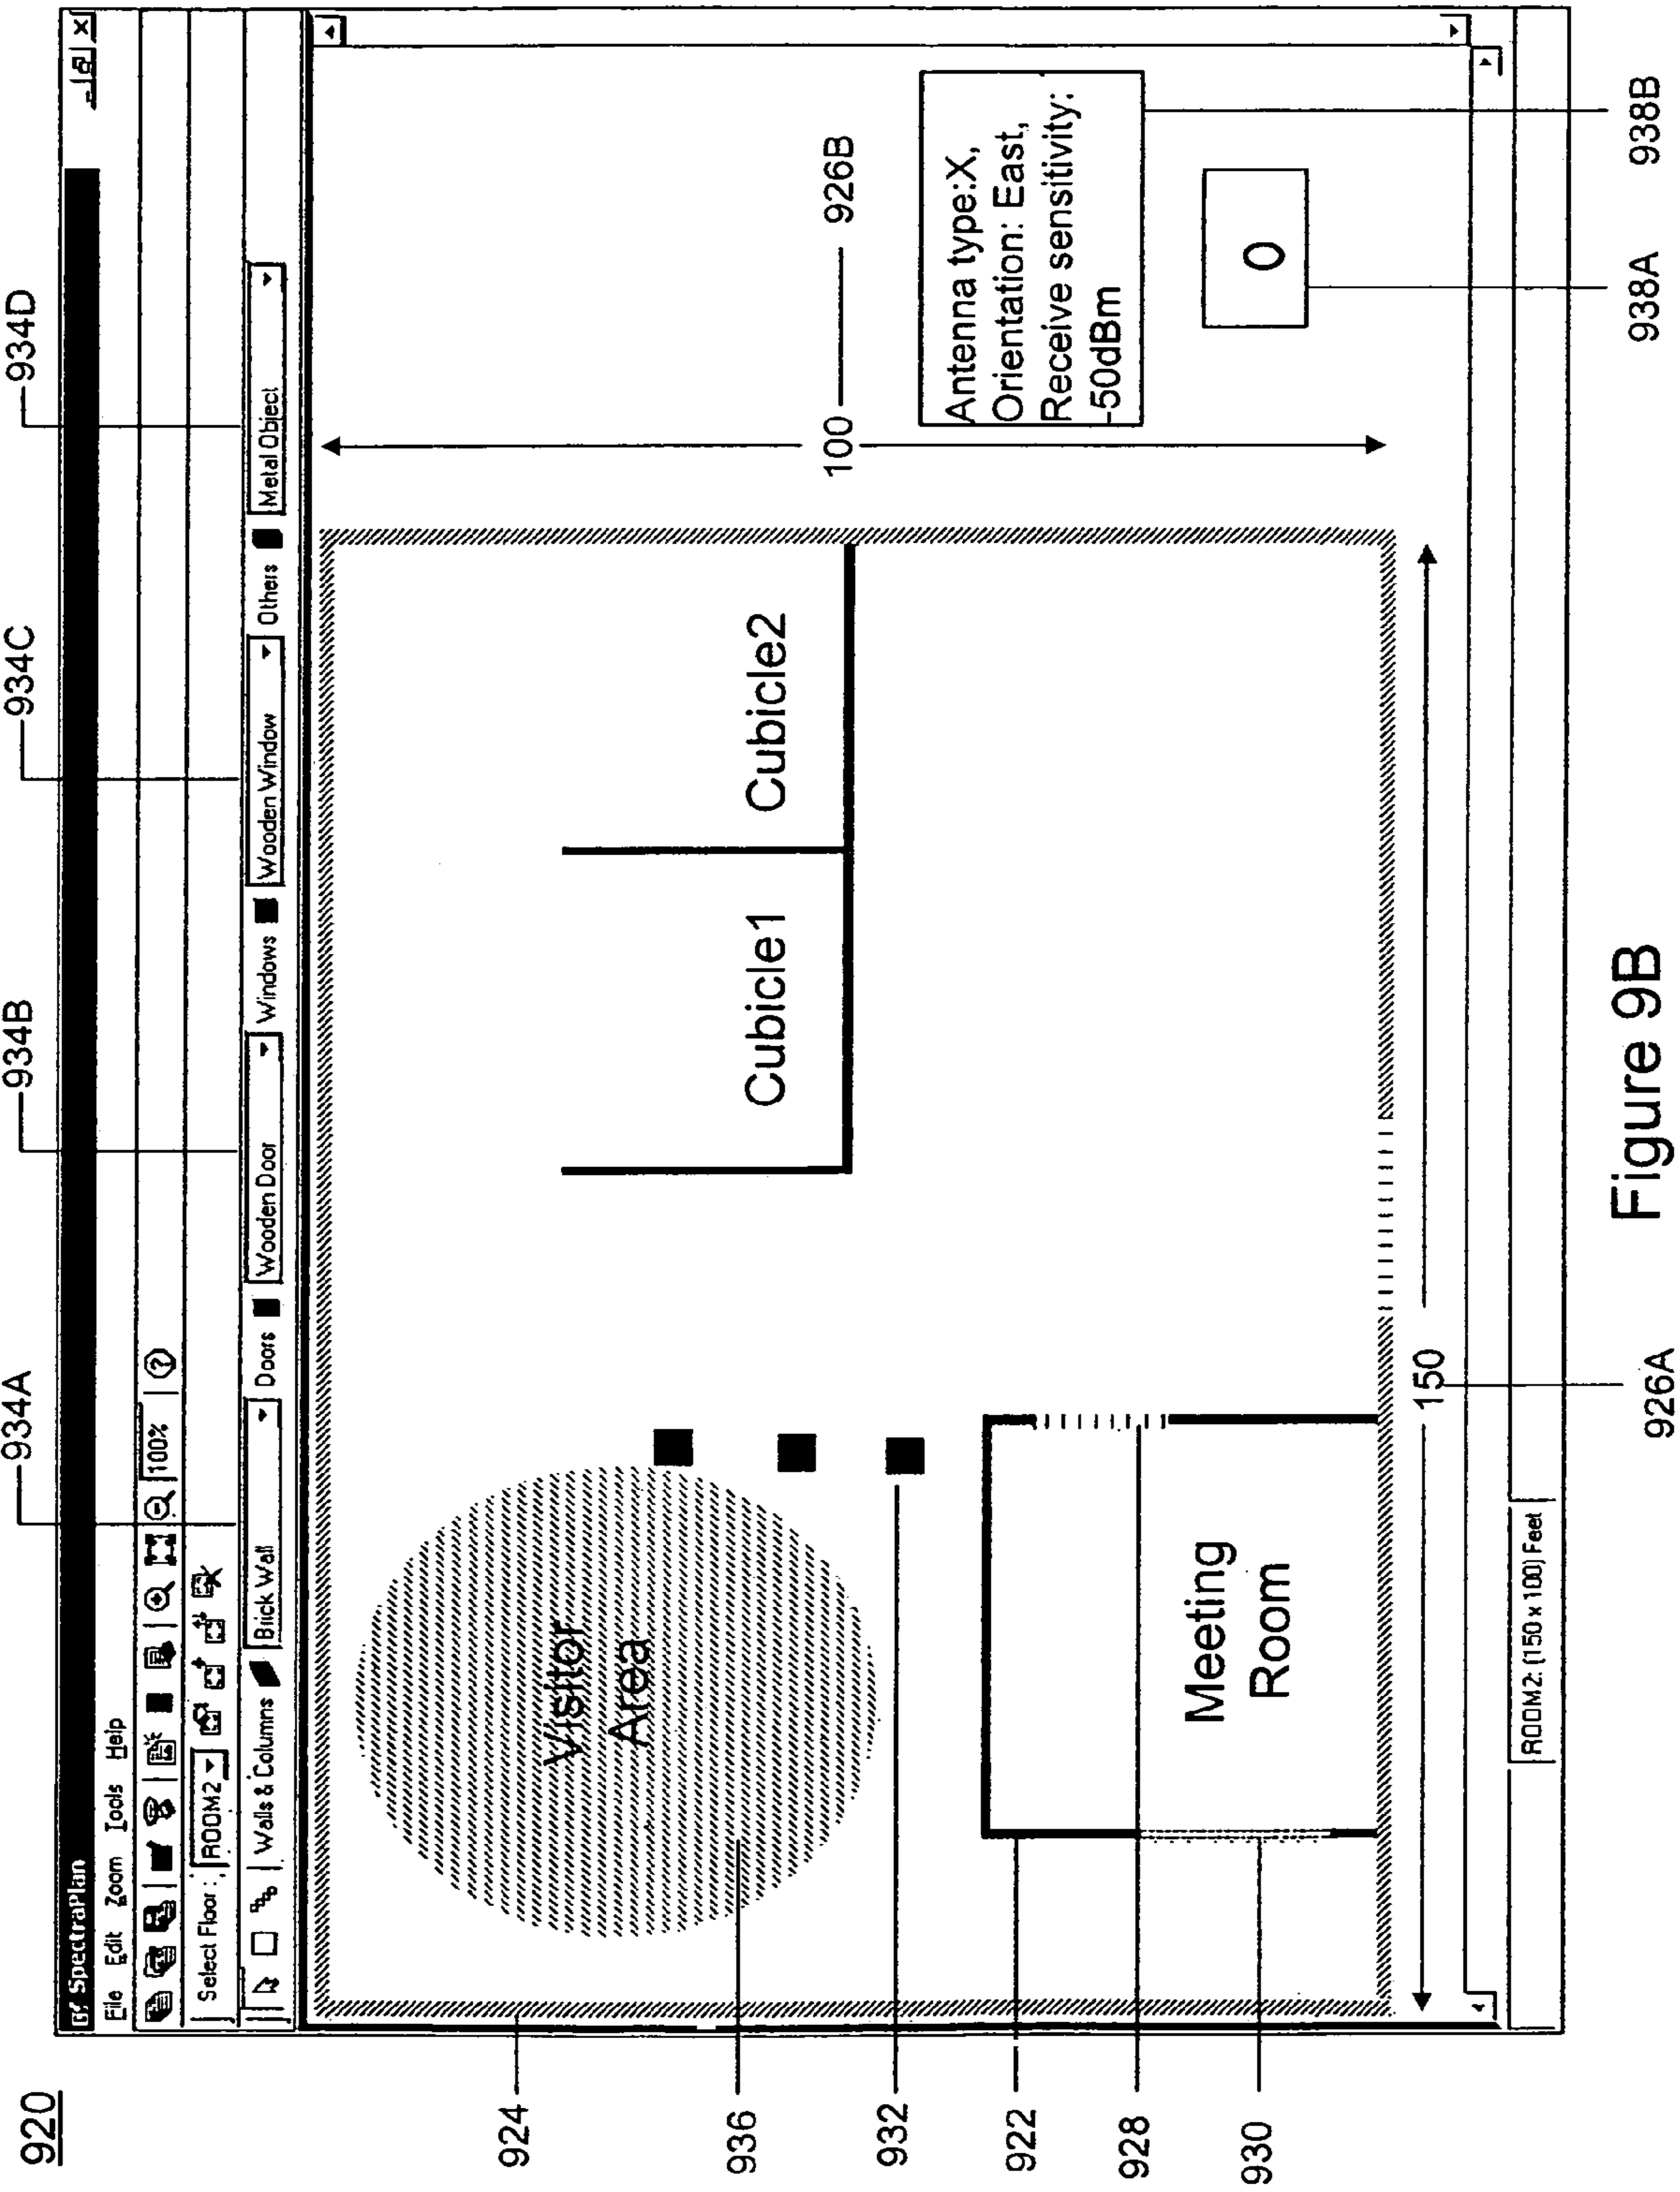 920
934A
934B
934C
934D
SpectraPlan
File Edit Zoom Tools Help
100%
Select Floor: ROOM2
Walls & Columns Brick Wall Doors Wooden Door Windows Wooden Window Others Metal Object
924
936
932
922
928
930
Visitor
Area
Cubicle1
Cubicle2
Meeting
Room
100
926B
Antenna type:X,
Orientation: East,
Receive sensitivity:
-50dBm
O
150
ROOM2: (150 x 100) Feet
926A
938A
938B
Figure 9B